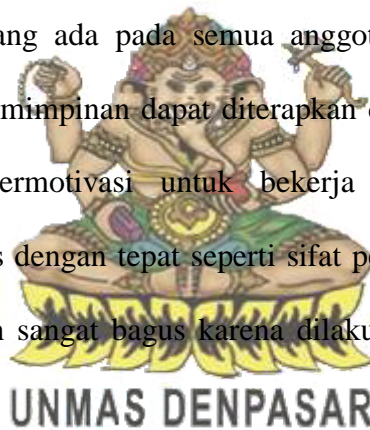 ang ada pada semua anggot
mimpinan dapat diterapkan
ermotivasi untuk bekerja
s dengan tepat seperti sifat
sangat bagus karena dilaku
UNMAS DENPASAR